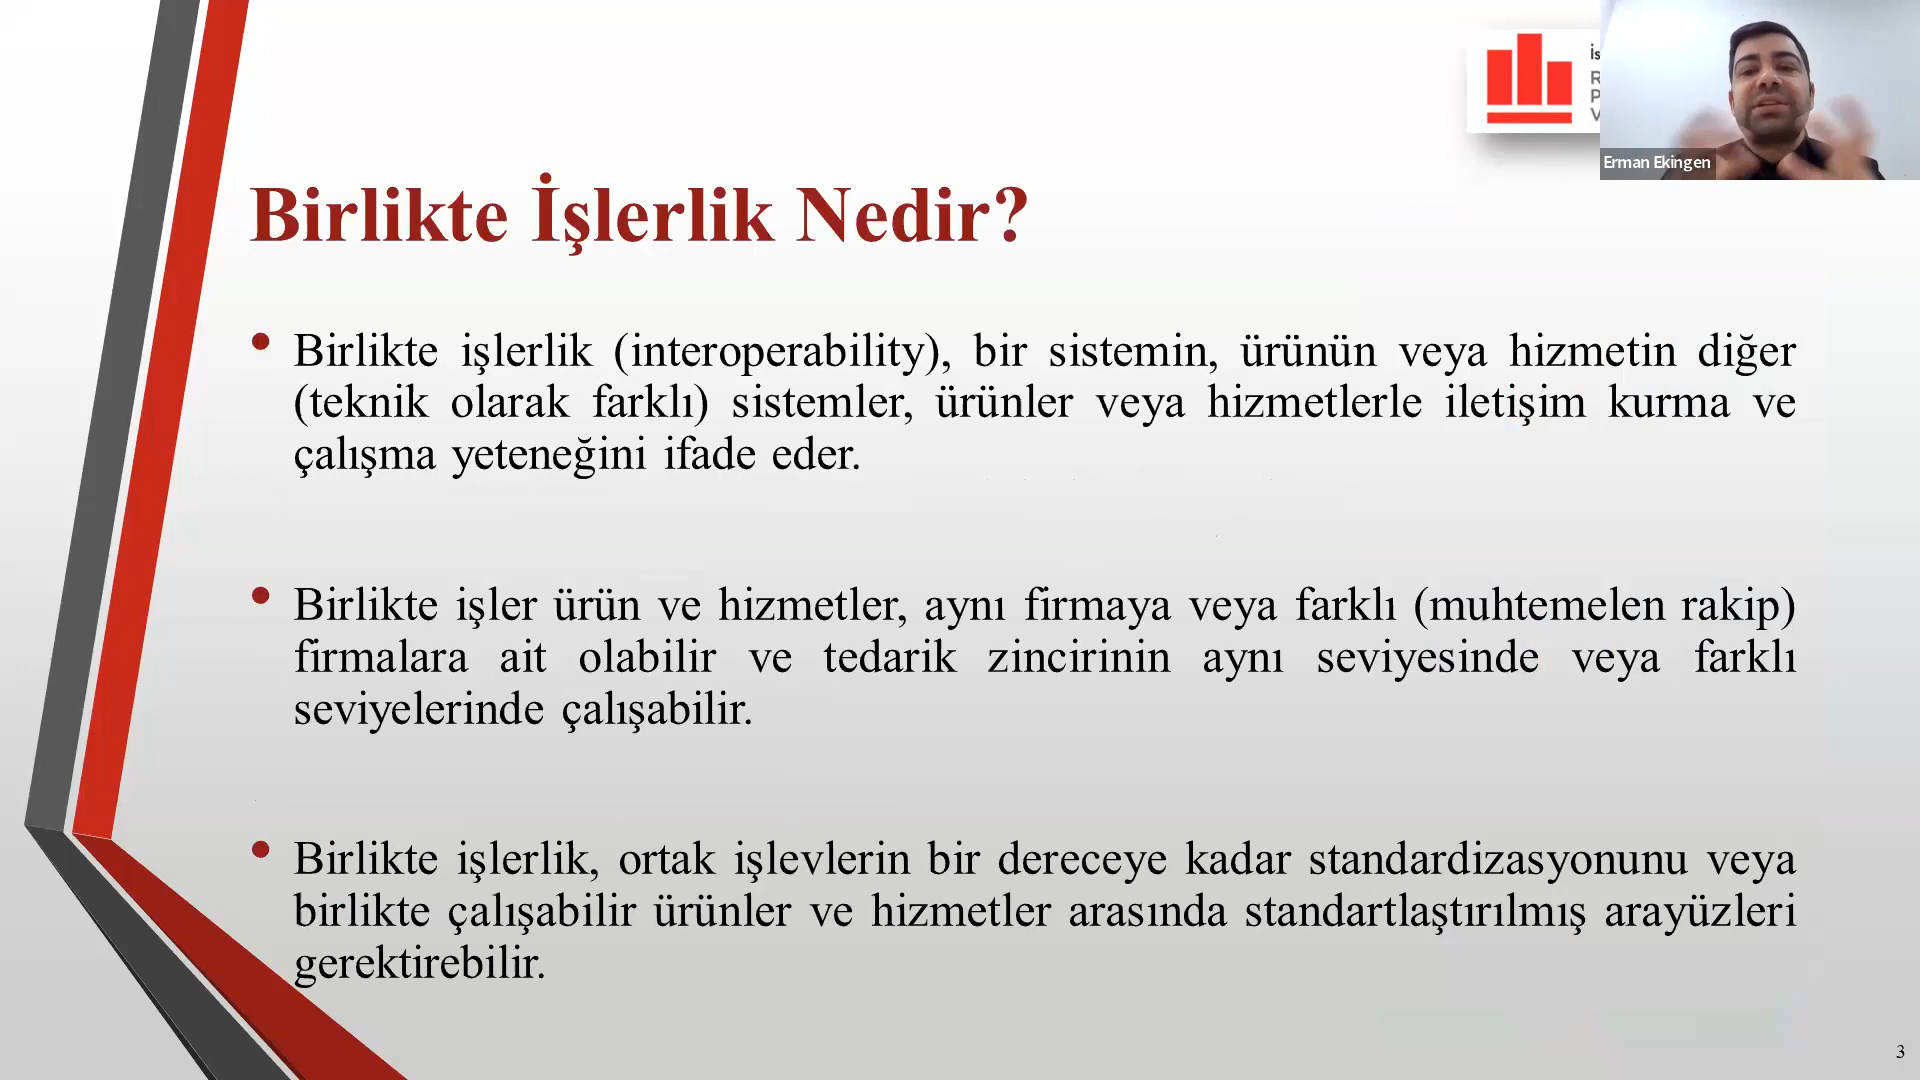 Erman Ekingen
Birlikte İşlerlik Nedir?
• Birlikte işlerlik (interoperability), bir sistemin, ürünün veya hizmetin diğer
(teknik olarak farklı) sistemler, ürünler veya hizmetlerle iletişim kurma ve
çalışma yeteneğini ifade eder.
• Birlikte işler ürün ve hizmetler, aynı firmaya veya farklı (muhtemelen rakip)
firmalara ait olabilir ve tedarik zincirinin aynı seviyesinde veya farklı
seviyelerinde çalışabilir.
• Birlikte işlerlik, ortak işlevlerin bir dereceye kadar standardizasyonunu veya
birlikte çalışabilir ürünler ve hizmetler arasında standartlaştırılmış arayüzleri
gerektirebilir.
3